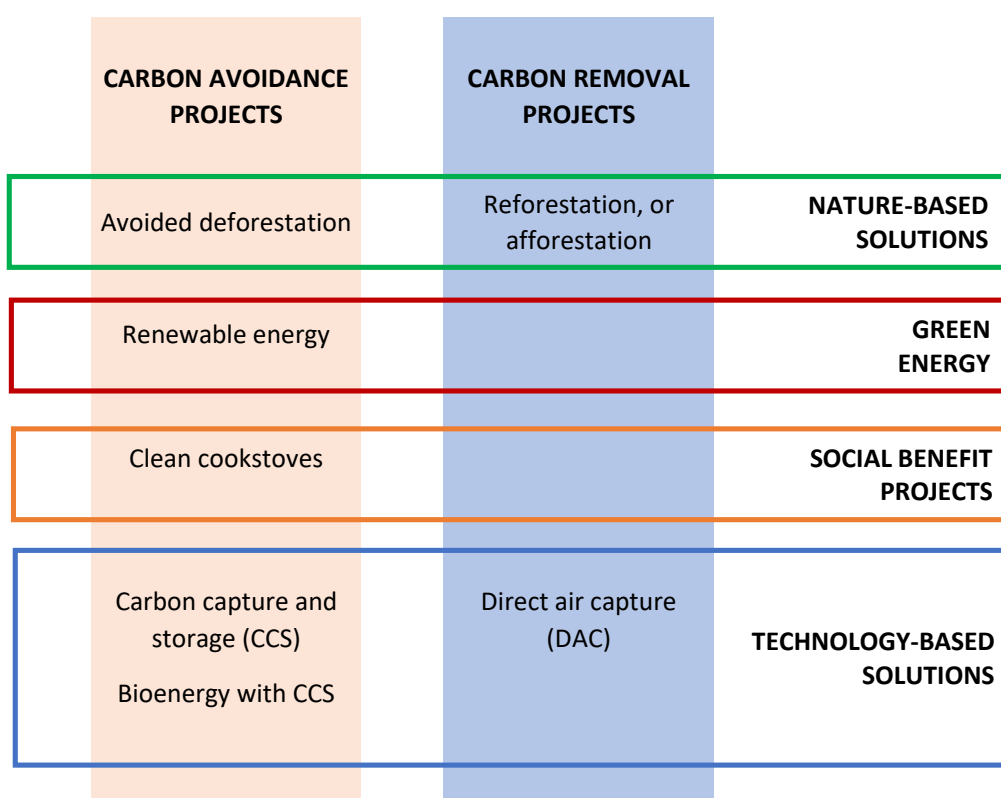 CARBON AVOIDANCE
PROJECTS
CARBON REMOVAL
PROJECTS
Avoided deforestation
Reforestation, or
afforestation
NATURE-BASED
SOLUTIONS
Renewable energy
GREEN
ENERGY
Clean cookstoves
SOCIAL BENEFIT
PROJECTS
Carbon capture and
storage (CCS)
Bioenergy with CCS
Direct air capture
(DAC)
TECHNOLOGY-BASED
SOLUTIONS